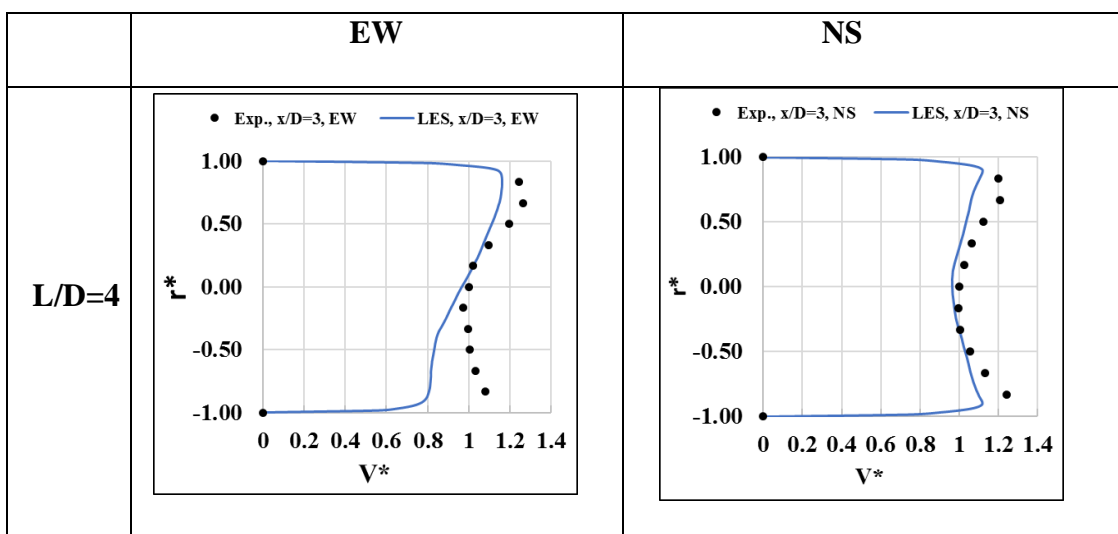 EW
NS
L/D=4
Exp., x/D=3, EW LES, x/D=3, EW
1.00
0.50
0.00
-0.50
-1.00
r*
0 0.2 0.4 0.6 0.8 1 1.2 1.4
V*
Exp., x/D=3, NS LES, x/D=3, NS
1.00
0.50
0.00
-0.50
-1.00
r*
0 0.2 0.4 0.6 0.8 1 1.2 1.4
V*